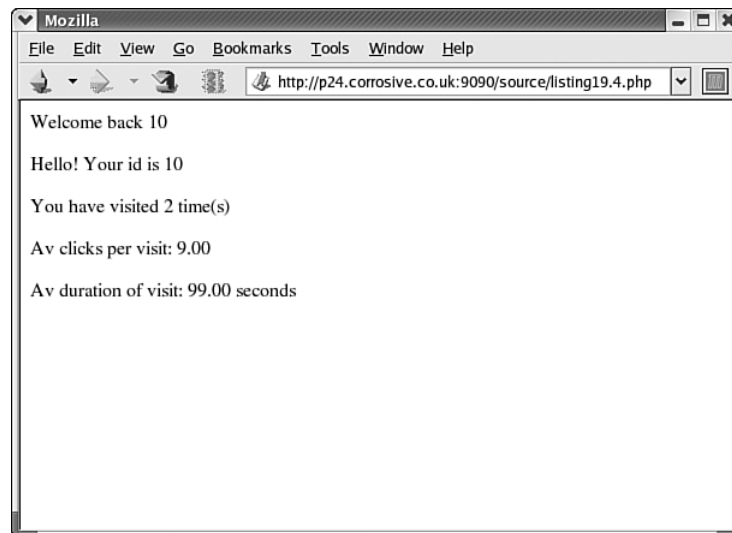 Mozilla
File Edit View Go Bookmarks Tools Window Help
http://p24.corrosive.co.uk:9090/source/listing19.4.php
Welcome back 10
Hello! Your id is 10
You have visited 2 time(s)
Av clicks per visit: 9.00
Av duration of visit: 99.00 seconds